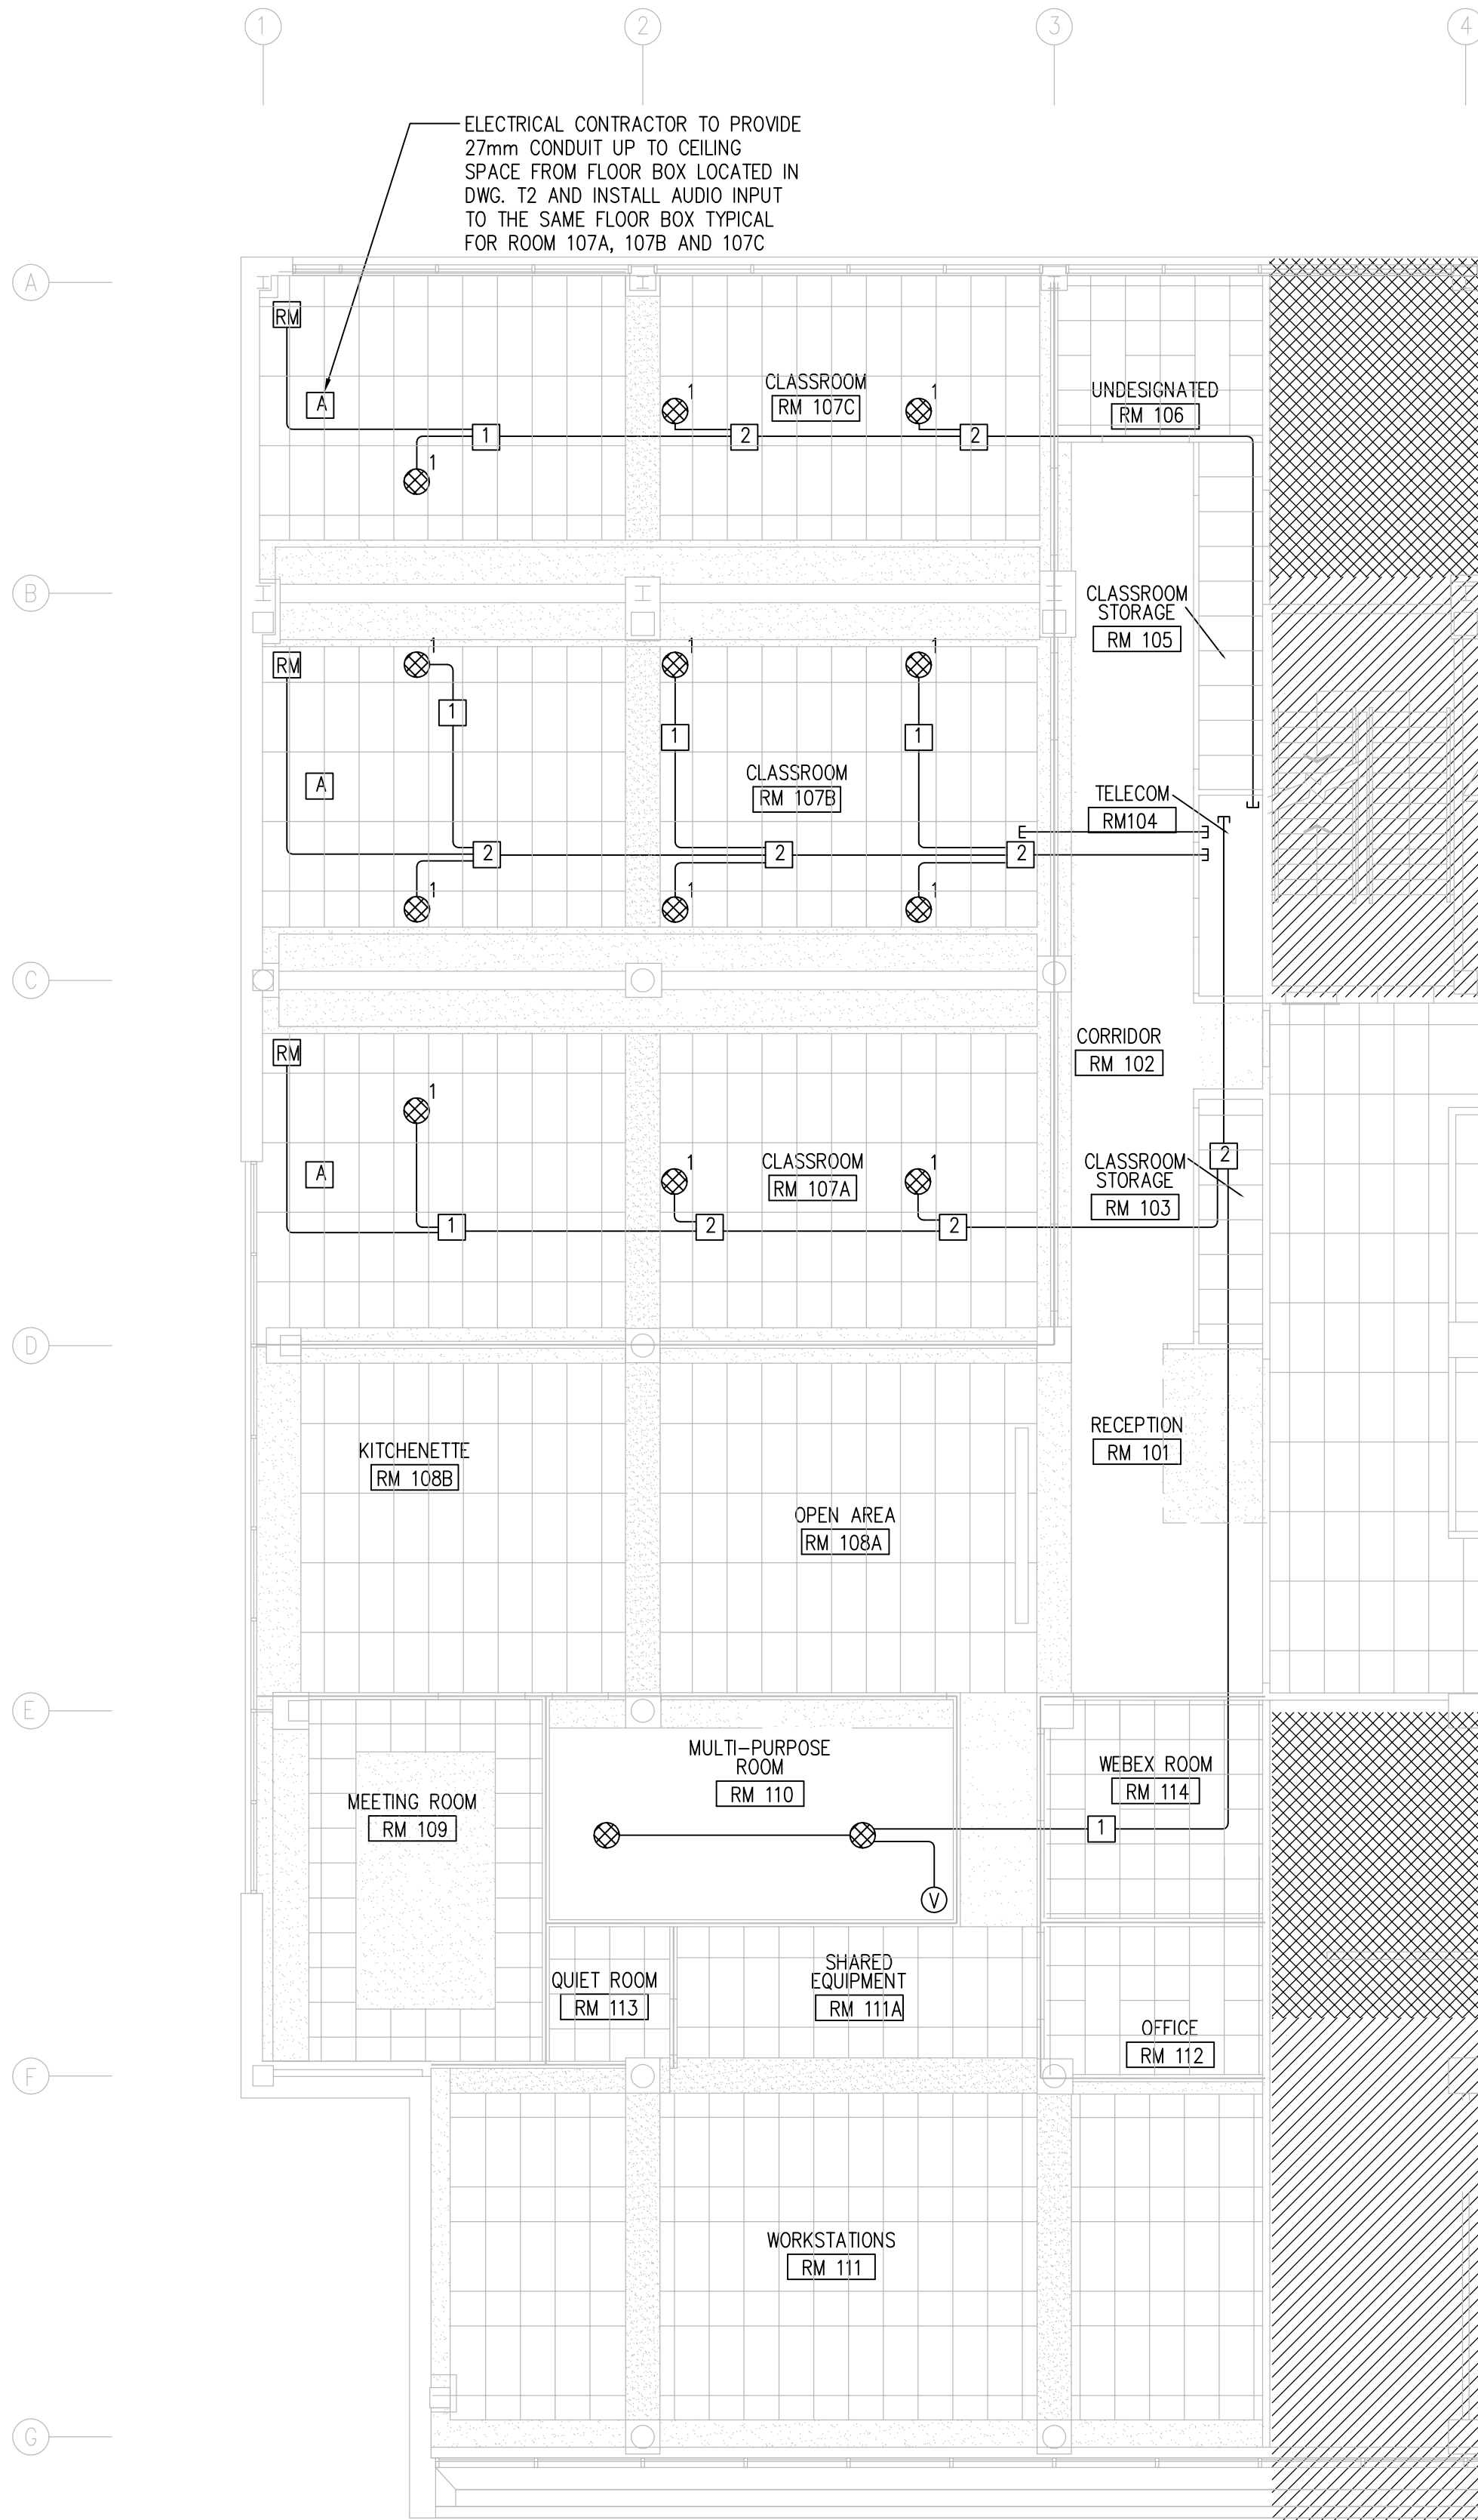 1
2
3
4
ELECTRICAL CONTRACTOR TO PROVIDE
27mm CONDUIT UP TO CEILING
SPACE FROM FLOOR BOX LOCATED IN
DWG. T2 AND INSTALL AUDIO INPUT
TO THE SAME FLOOR BOX TYPICAL
FOR ROOM 107A, 107B AND 107C
A
RM
A
1
1
1
CLASSROOM
RM 107C
1
2
2
UNDESIGNATED
RM 106
B
CLASSROOM
STORAGE
RM 105
RM
1
1
1
1
1
1
A
CLASSROOM
RM 107B
TELECOM
RM104
2
2
2
1
1
1
C
CORRIDOR
RM 102
RM
1
A
1
CLASSROOM
RM 107A
1
2
CLASSROOM
STORAGE
RM 103
1
2
2
D
KITCHENETTE
RM 108B
RECEPTION
RM 101
OPEN AREA
RM 108A
E
MULTI-PURPOSE
ROOM
RM 110
WEBEX ROOM
RM 114
MEETING ROOM
RM 109
1
V
QUIET ROOM
RM 113
SHARED
EQUIPMENT
RM 111A
OFFICE
RM 112
F
WORKSTATIONS
RM 111
G